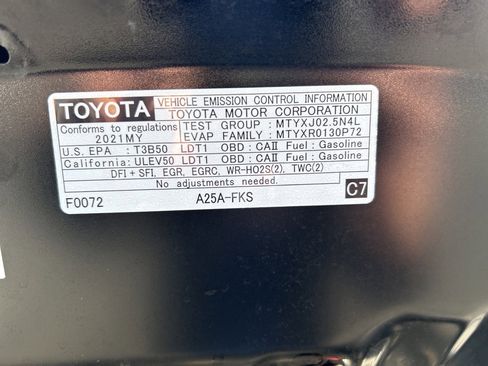 TOYOTA VEHICLE EMISSION CONTROL INFORMATION
TOYOTA MOTOR CORPORATION
Conforms to regulations TEST GROUP : MTYXJ02.5N4L
2021MY EVAP FAMILY : MTYXR0130P72
U.S. EPA : T3B50 LDT1 OBD : CAⅡ Fuel : Gasoline
California: ULEV50 LDT1 OBD : CAⅡ Fuel : Gasoline
DFI + SFI, EGR, EGRC, WR-HO2S(2), TWC(2)
No adjustments needed.
F0072 A25A-FKS C7